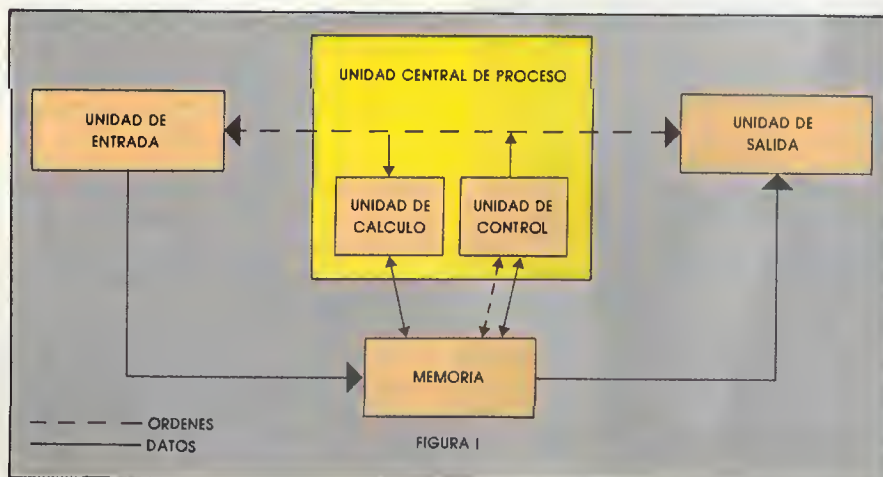 UNIDAD CENTRAL DE PROCESO
UNIDAD DE
ENTRADA
UNIDAD DE
SALIDA
UNIDAD DE
CALCULO
UNIDAD DE
CONTROL
MEMORIA
ORDENES
DATOS
FIGURA I